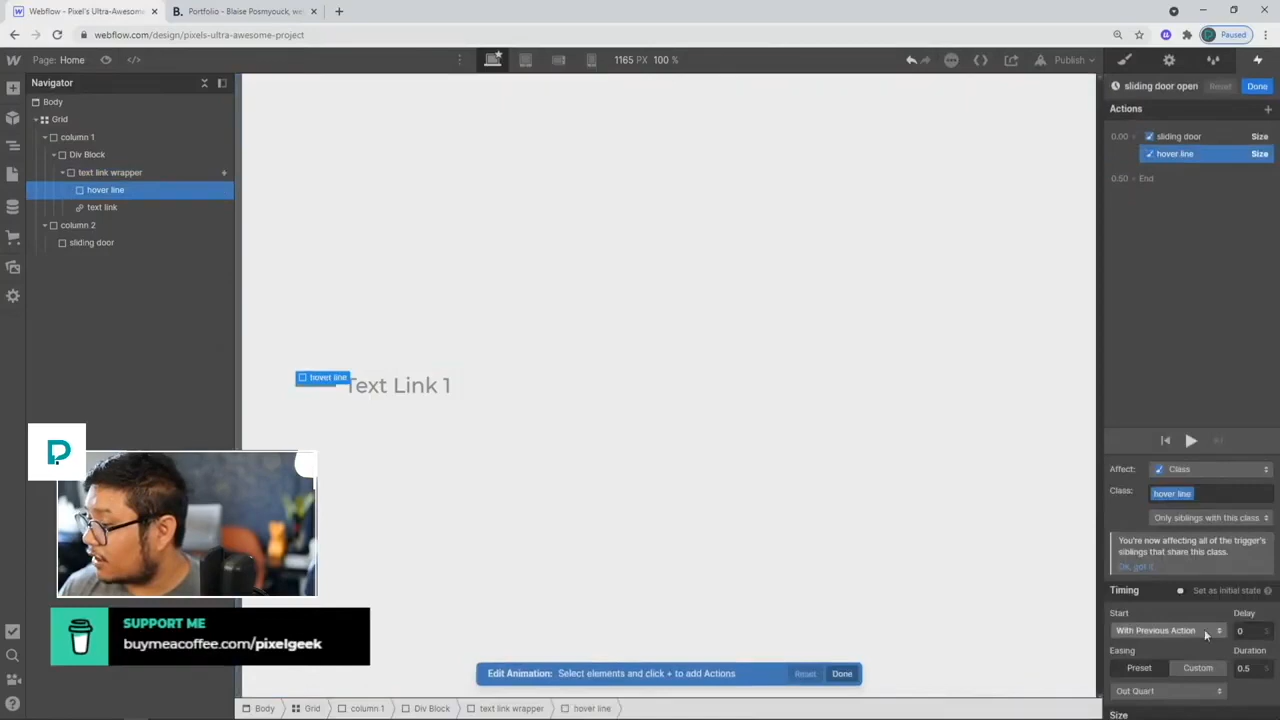 Webflow - Pixel's Ultra-Awesome
Portfolio - Blaise Posmyouck, we
webflow.com/design/pixels-ultra-awesome-project
Paused
Page: Home
1165 PX 100 %
Publish
Navigator
Body
Grid
column 1
Div Block
text link wrapper
hover line
text link
column 2
sliding door
hover line
Text Link 1
sliding door open
Reset
Done
Actions
0.00
sliding door
Size
hover line
Size
0.50
End
Affect:
Class
Class:
hover line
Only siblings with this class
You're now affecting all of the trigger's
siblings that share this class.
Ok, got it
Timing
Set as initial state
Start
Delay
With Previous Action
0
Easing
Duration
Preset
Custom
0.5
Out Quart
Size
SUPPORT ME
buymeacoffee.com/pixelgeek
Edit Animation: Select elements and click + to add Actions
Reset
Done
Body
Grid
column 1
Div Block
text link wrapper
hover line